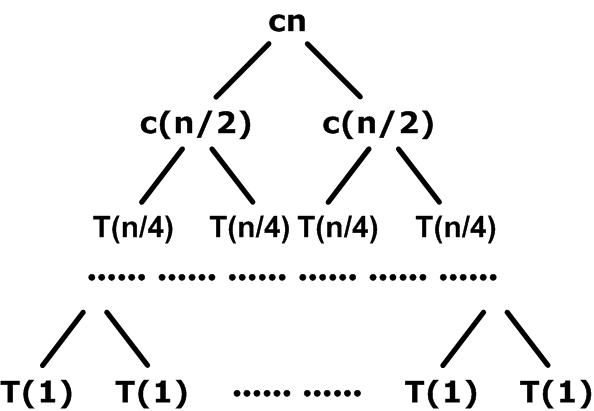 cn
c(n/2) c(n/2)
T(n/4) T(n/4) T(n/4) T(n/4)
...... ...... ...... ...... ...... ......
T(1) T(1) ...... ...... T(1) T(1)